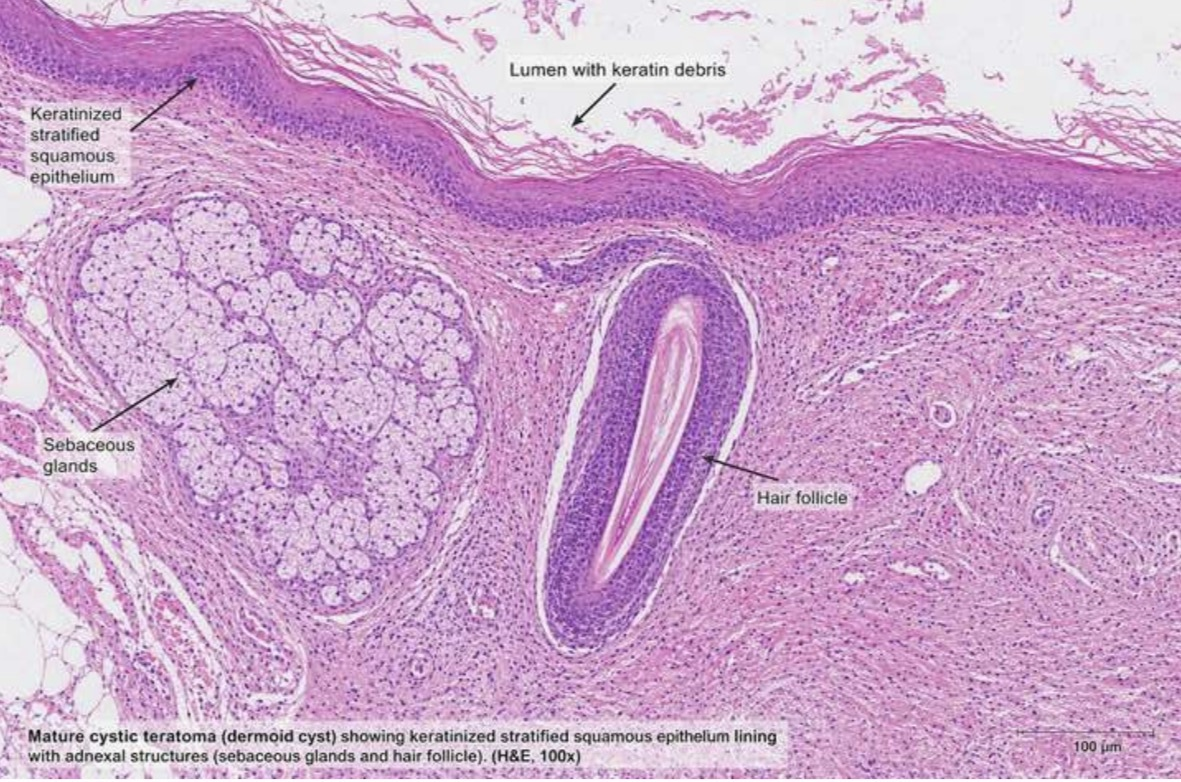 Lumen with keratin debris
Keratinized
stratified
squamous
epithelium
Sebaceous
glands
Hair follicle
Mature cystic teratoma (dermoid cyst) showing keratinized stratified squamous epithelum lining
with adnexal structures (sebaceous glands and hair follicle). (H&E, 100x)
100 μm